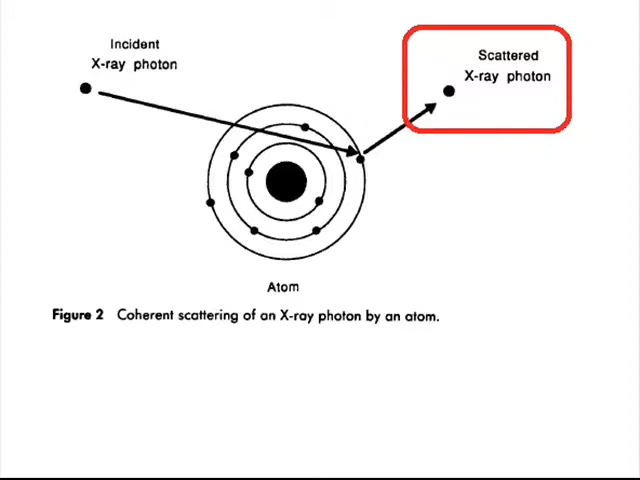 Incident
X-ray photon
Scattered
X-ray photon
Atom
Figure 2 Coherent scattering of an X-ray photon by an atom.